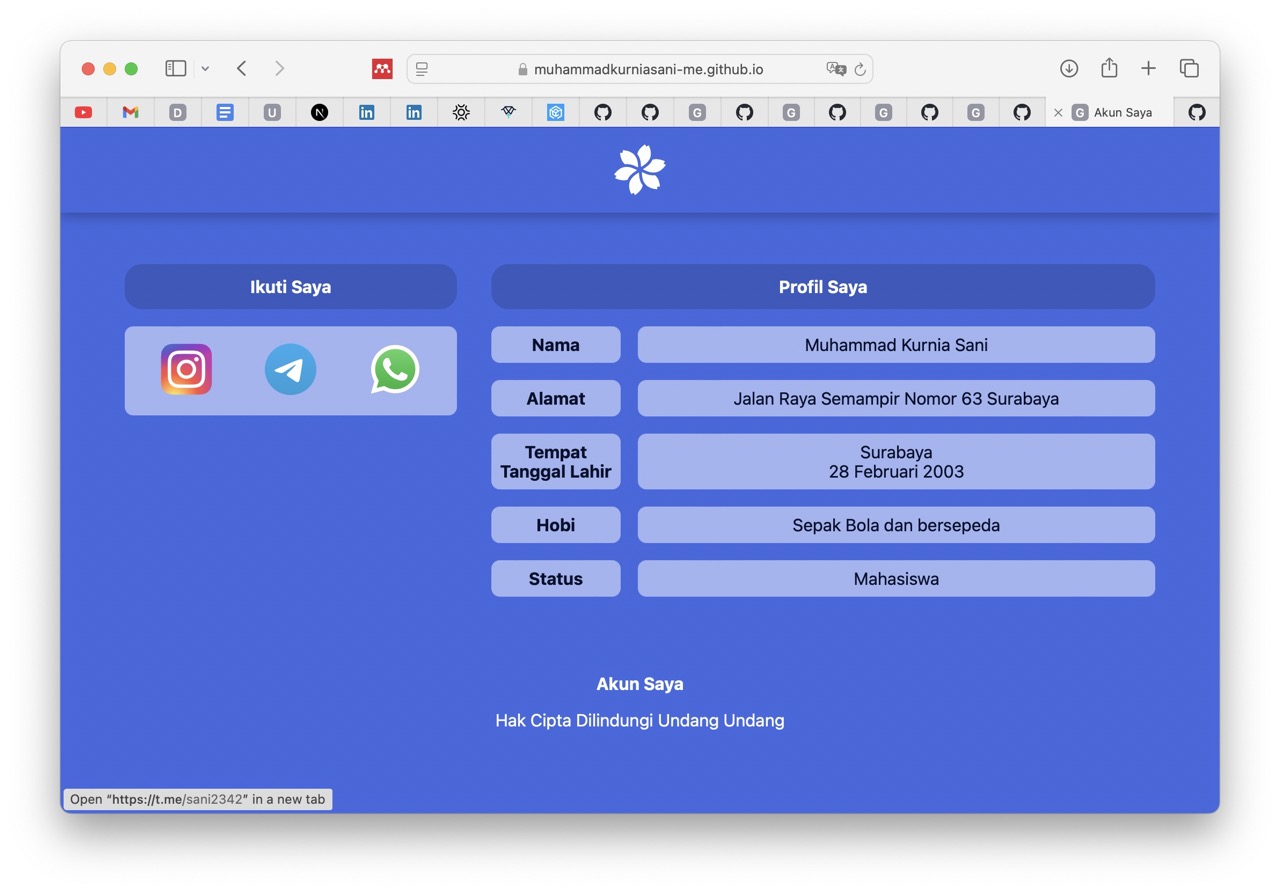 muhammadkurniasani-me.github.io
D
U
N
in
in
G
G
G
G
G Akun Saya
Ikuti Saya
Profil Saya
Nama
Muhammad Kurnia Sani
Alamat
Jalan Raya Semampir Nomor 63 Surabaya
Tempat
Tanggal Lahir
Surabaya
28 Februari 2003
Hobi
Sepak Bola dan bersepeda
Status
Mahasiswa
Akun Saya
Hak Cipta Dilindungi Undang Undang
Open “https://t.me/sani2342” in a new tab